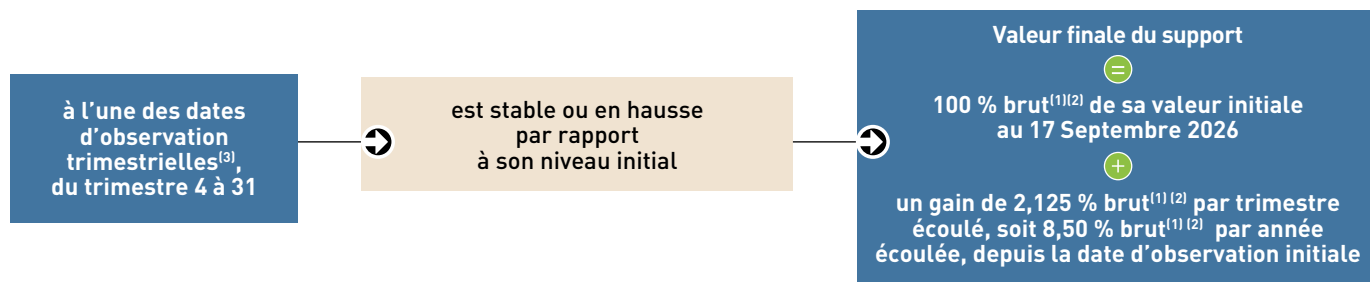 à l’une des dates
d’observation
trimestrielles(3),
du trimestre 4 à 31
est stable ou en hausse
par rapport
à son niveau initial
Valeur finale du support
=
100 % brut(1)(2) de sa valeur initiale
au 17 Septembre 2026
+
un gain de 2,125 % brut(1) (2) par trimestre
écoulé, soit 8,50 % brut(1) (2) par année
écoulée, depuis la date d’observation initiale